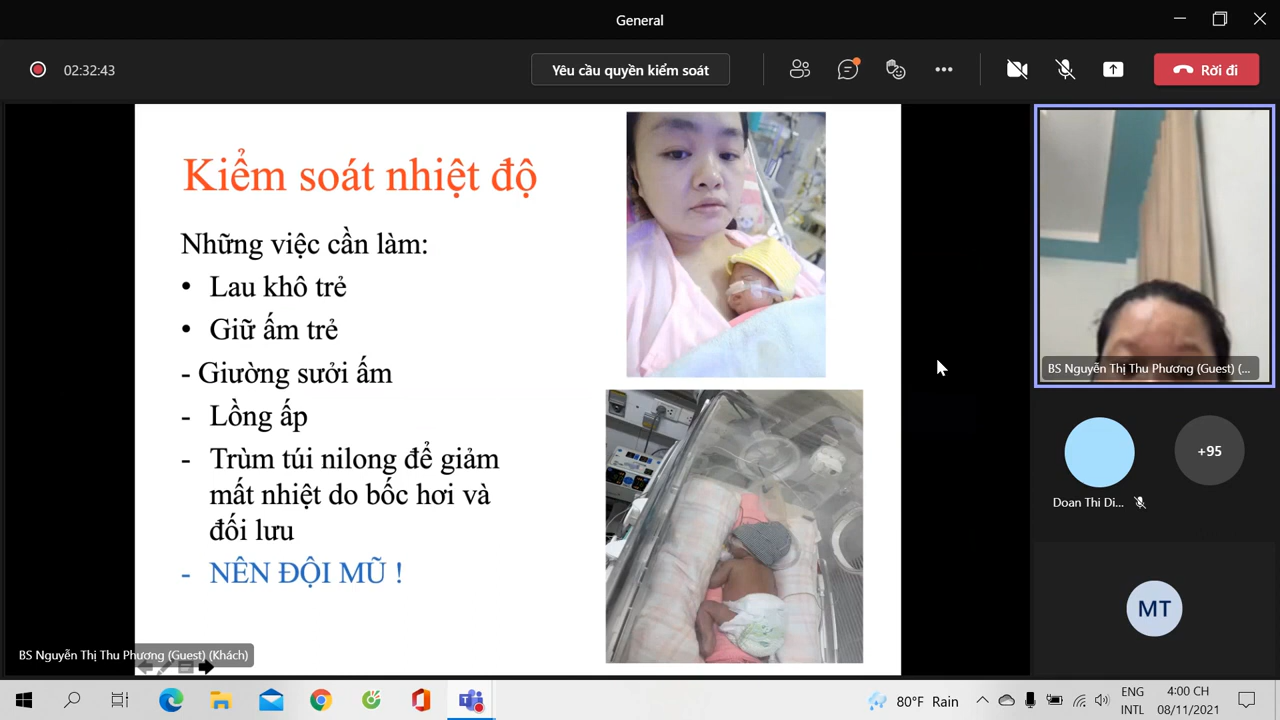 General
02:32:43
Yêu cầu quyền kiểm soát
Rời đi
Kiểm soát nhiệt độ
Những việc cần làm:
• Lau khô trẻ
• Giữ ấm trẻ
- Giường sưởi ấm
- Lồng ấp
- Trùm túi nilong để giảm
mất nhiệt do bốc hơi và
đối lưu
- NÊN ĐỘI MŨ !
BS Nguyễn Thị Thu Phương (Guest) (Khách)
BS Nguyễn Thị Thu Phương (Guest) (...
+95
Doan Thi Di...
MT
80°F Rain
ENG
INTL
4:00 CH
08/11/2021